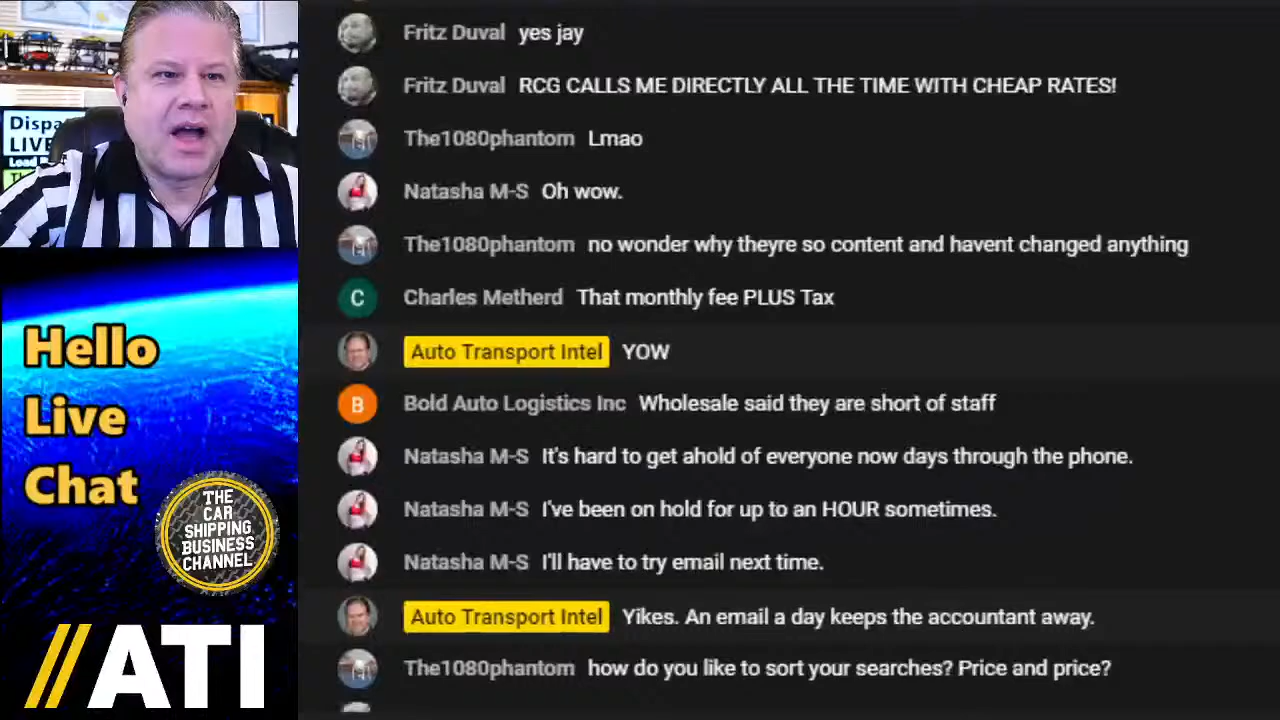 Dispa
LIVE
Load B
Hello
Live
Chat
THE
CAR
SHIPPING
BUSINESS
CHANNEL
//ATI
Fritz Duval yes jay
Fritz Duval RCG CALLS ME DIRECTLY ALL THE TIME WITH CHEAP RATES!
The1080phantom Lmao
Natasha M-S Oh wow.
The1080phantom no wonder why theyre so content and havent changed anything
C Charles Metherd That monthly fee PLUS Tax
Auto Transport Intel YOW
B Bold Auto Logistics Inc Wholesale said they are short of staff
Natasha M-S It's hard to get ahold of everyone now days through the phone.
Natasha M-S I've been on hold for up to an HOUR sometimes.
Natasha M-S I'll have to try email next time.
Auto Transport Intel Yikes. An email a day keeps the accountant away.
The1080phantom how do you like to sort your searches? Price and price?